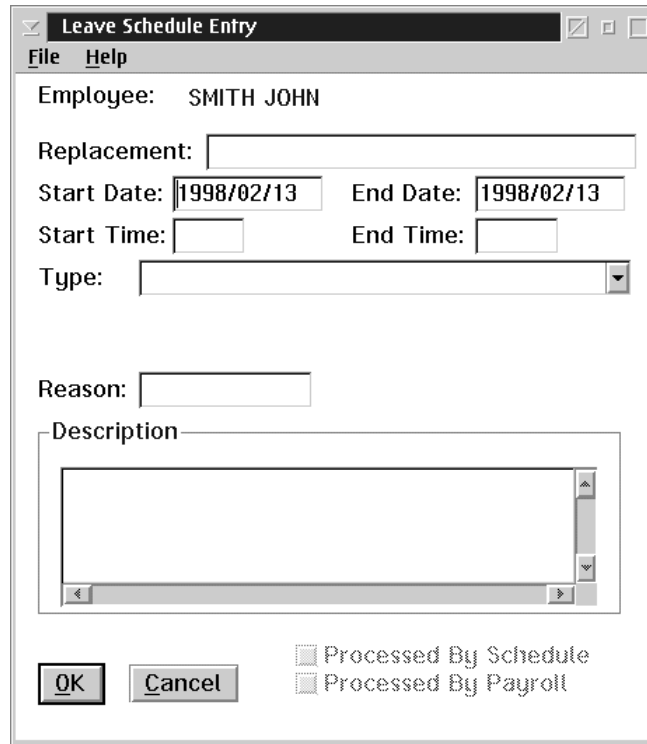 Leave Schedule Entry
File Help
Employee: SMITH JOHN
Replacement:
Start Date: 1998/02/13 End Date: 1998/02/13
Start Time: End Time:
Type:
Reason:
Description
Processed By Schedule
OK Cancel Processed By Payroll